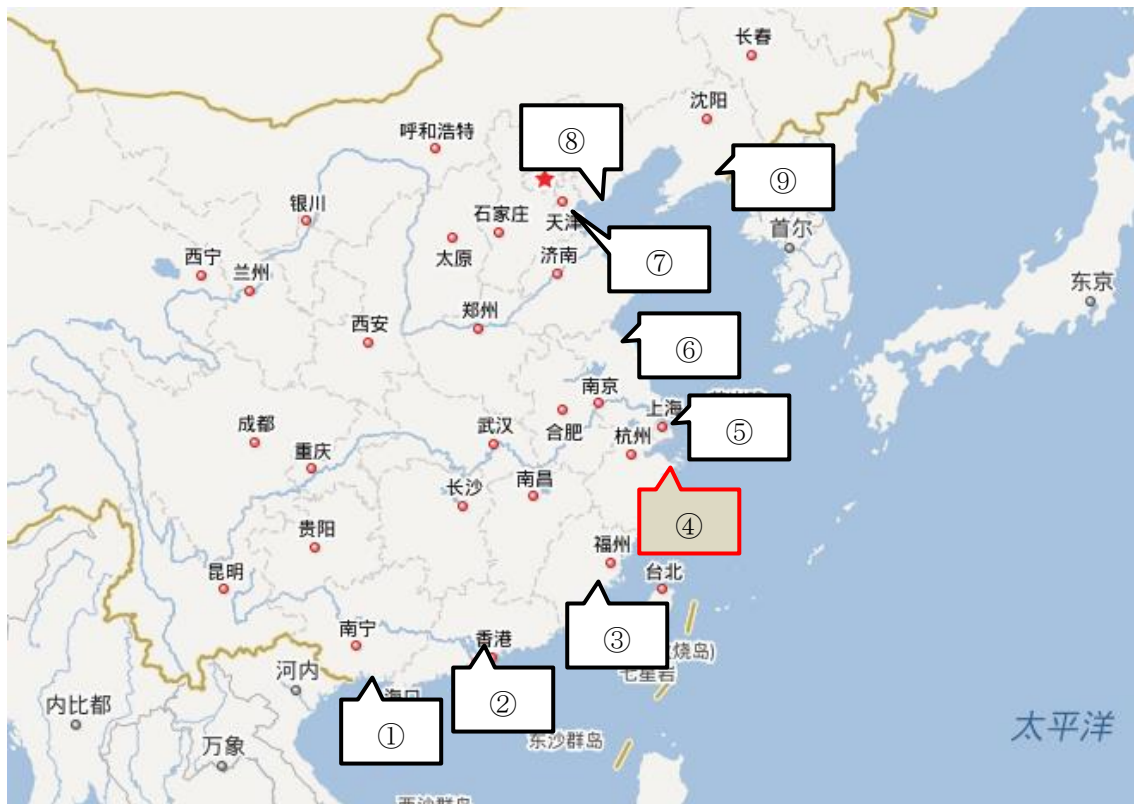 长春
沈阳
呼和浩特
⑧
⑨
银川
石家庄
天津
首尔
太原
济南
⑦
西宁
兰州
东京
郑州
西安
⑥
南京
上海
成都
武汉
合肥
杭州
⑤
重庆
长沙
南昌
④
贵阳
福州
昆明
台北
南宁
香港
③
七星岩
河内
②
内比都
①
万象
东沙群岛
太平洋